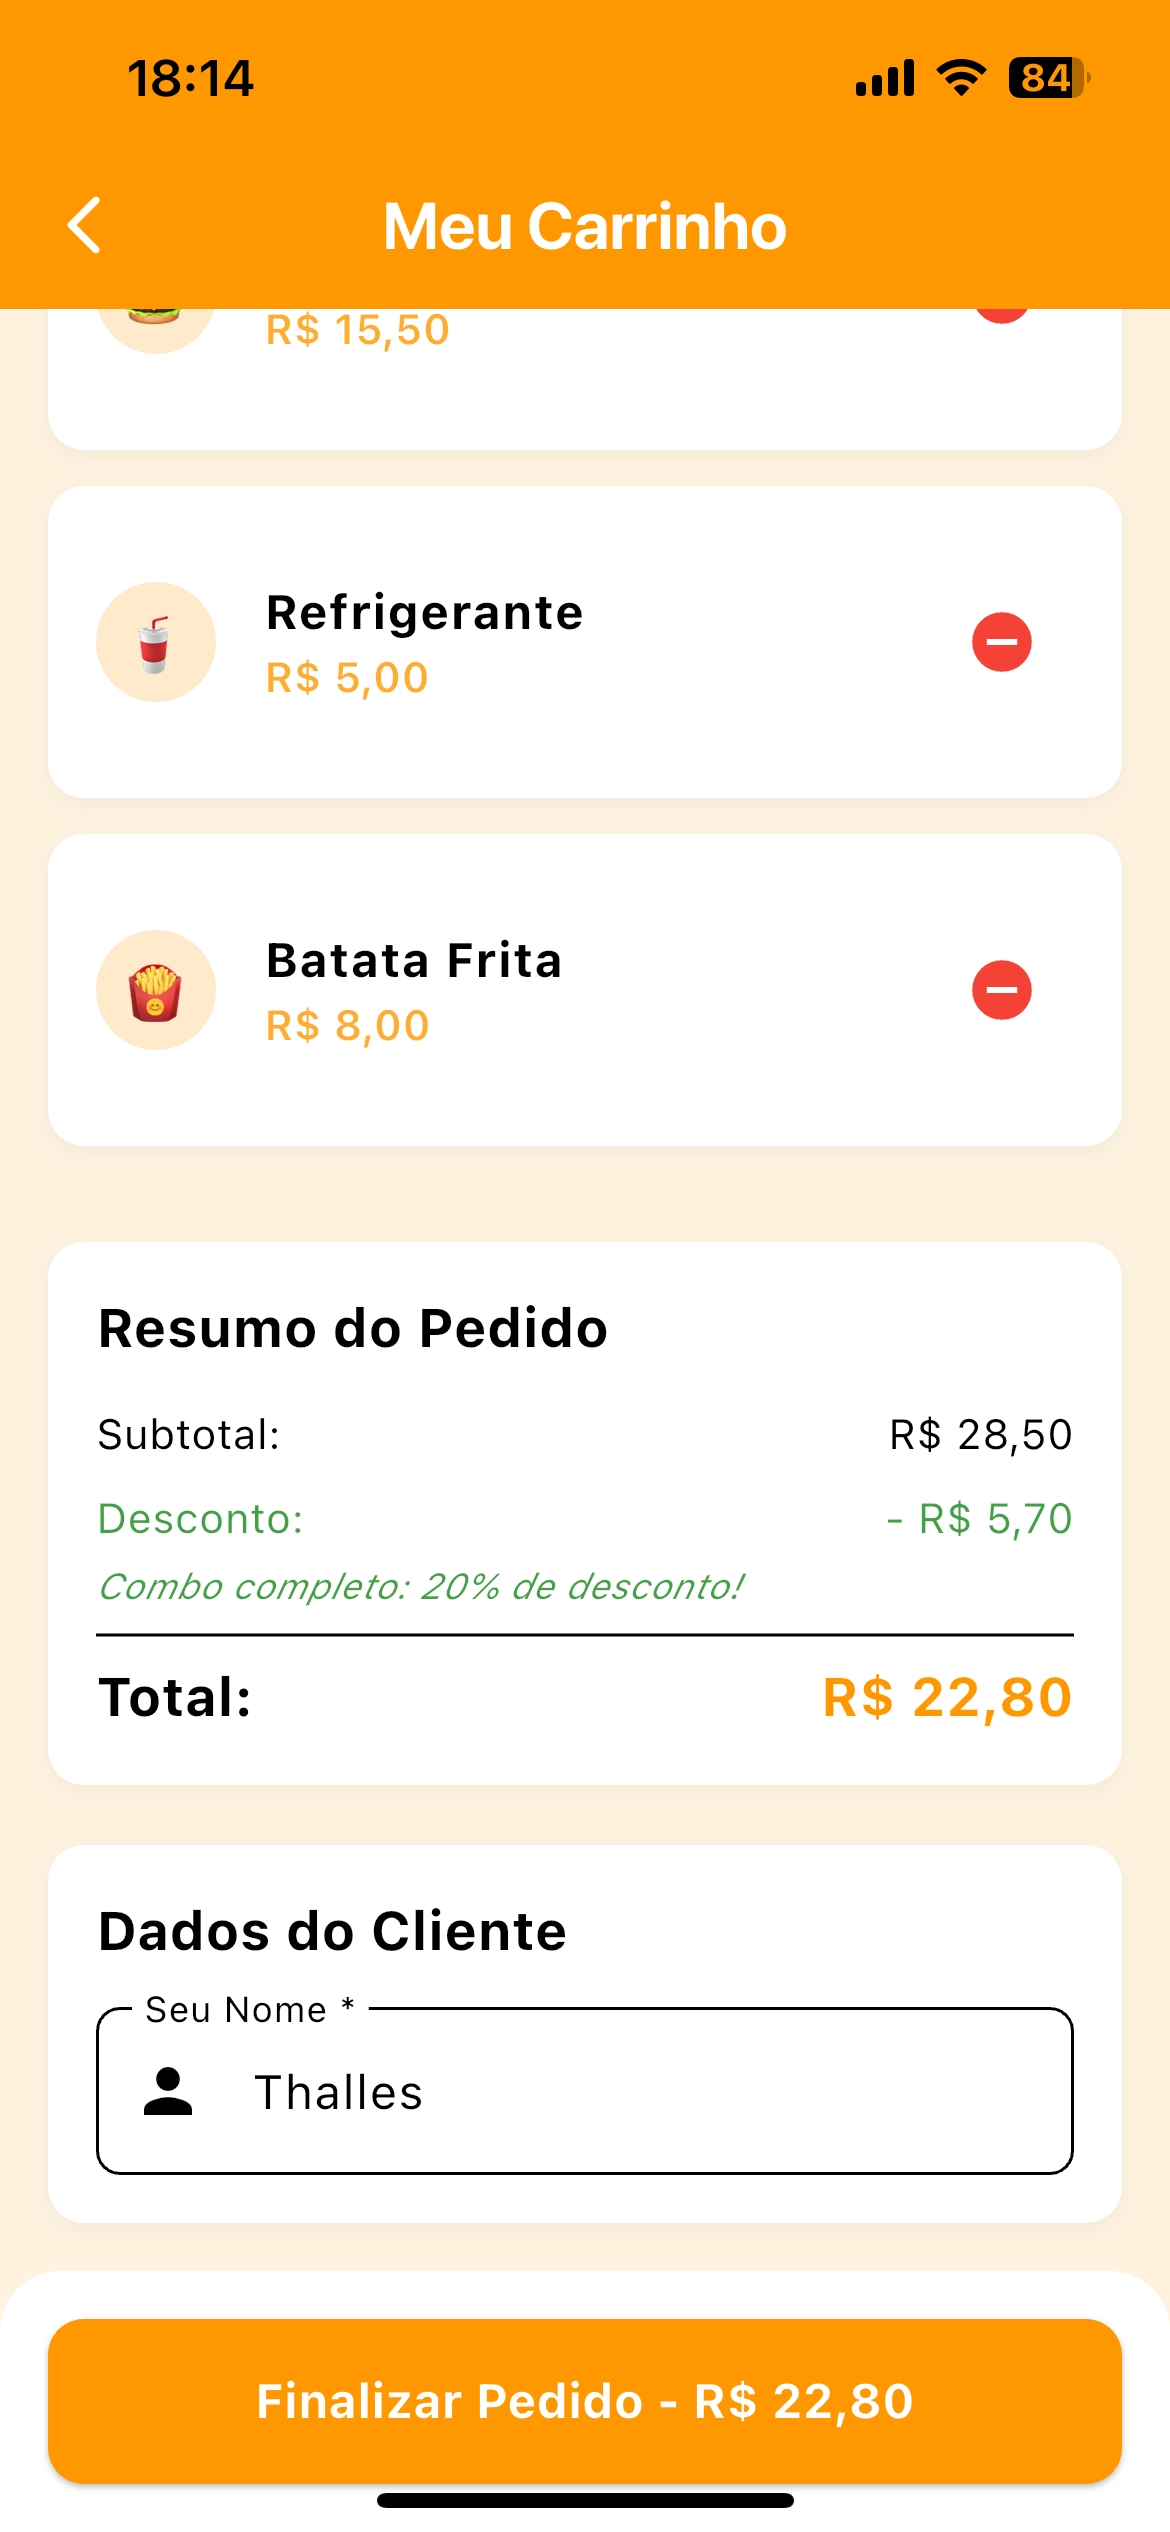 18:14
84
Meu Carrinho
R$ 15,50
Refrigerante
R$ 5,00
Batata Frita
R$ 8,00
Resumo do Pedido
Subtotal: R$ 28,50
Desconto: - R$ 5,70
Combo completo: 20% de desconto!
Total: R$ 22,80
Dados do Cliente
Seu Nome *
Thalles
Finalizar Pedido - R$ 22,80